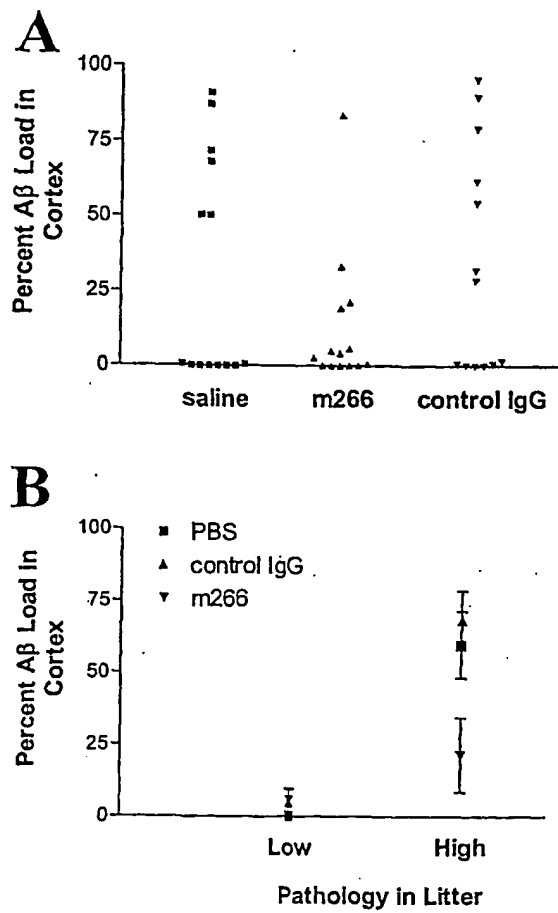 A
Percent Aβ Load in
Cortex
100
75
50
25
0
saline m266 control IgG
B
Percent Aβ Load in
Cortex
100
75
50
25
0
PBS
control IgG
m266
Low High
Pathology in Litter